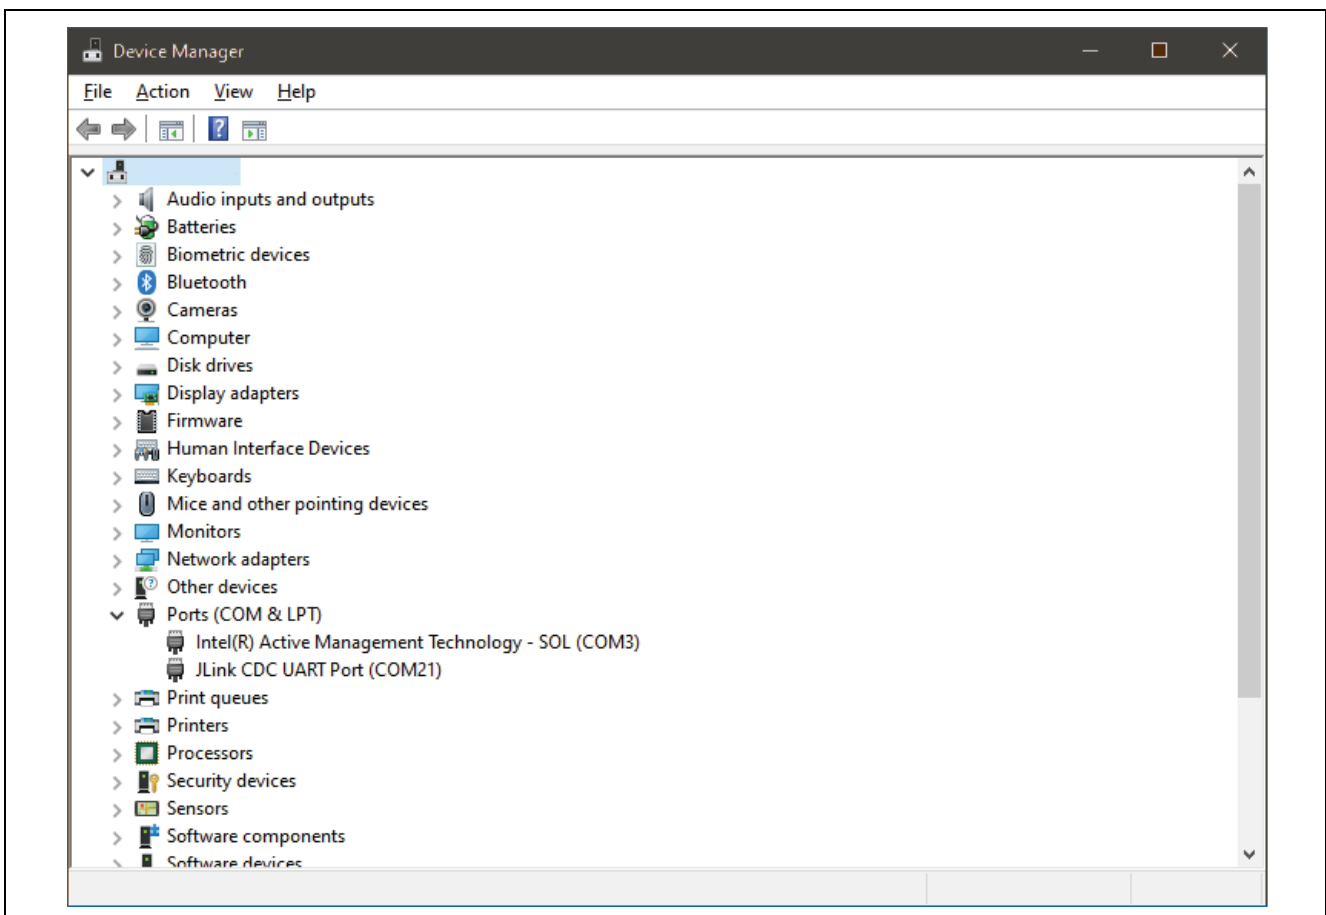 Device Manager
File Action View Help
Audio inputs and outputs
Batteries
Biometric devices
Bluetooth
Cameras
Computer
Disk drives
Display adapters
Firmware
Human Interface Devices
Keyboards
Mice and other pointing devices
Monitors
Network adapters
Other devices
Ports (COM & LPT)
Intel(R) Active Management Technology - SOL (COM3)
JLink CDC UART Port (COM21)
Print queues
Printers
Processors
Security devices
Sensors
Software components
Software devices